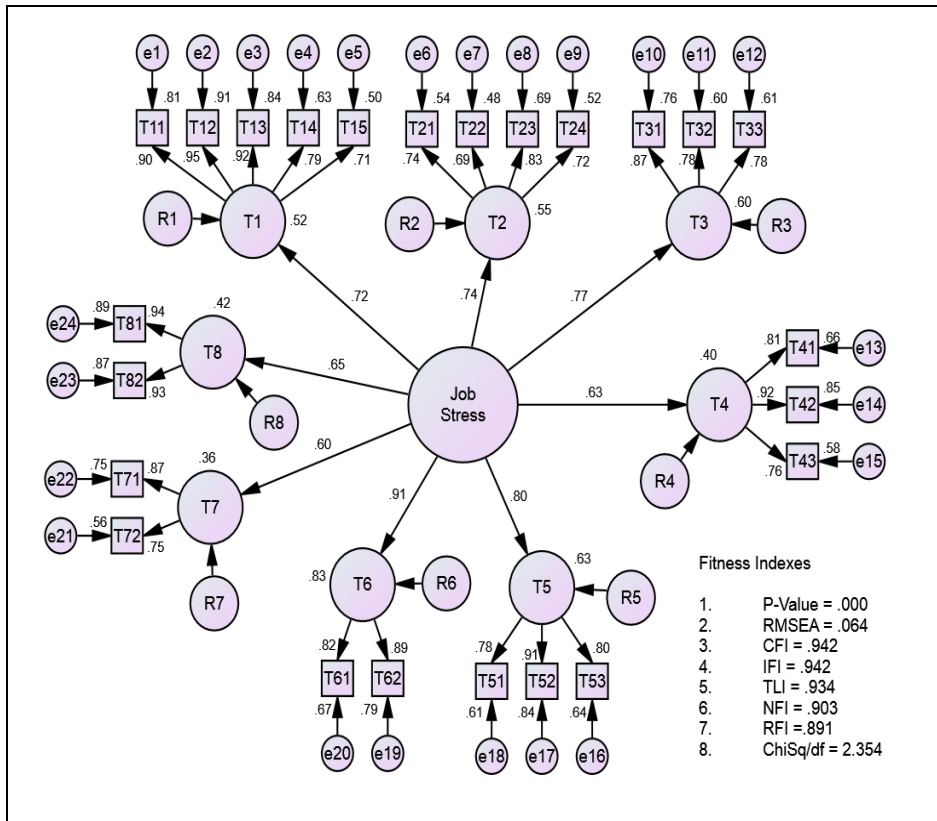 e1 e2 e3 e4 e5 e6 e7 e8 e9 e10 e11 e12
.81 .91 .84 .63 .50 .54 .48 .69 .52 .76 .60 .61
T11 T12 T13 T14 T15 T21 T22 T23 T24 T31 T32 T33
.90 .95 .92 .79 .71 .74 .69 .83 .72 .87 .78 .78
R1 T1 .52 R2 T2 .55 T3 .60 R3
.72 .74 .77
e24 .89 T81 .94 .42
T8
e23 .87 T82 .93
R8
.65
.63
.40
T4
R4
.81 T41 .66 e13
.92 T42 .85 e14
.76 T43 .58 e15
Job
Stress
.60
e22 .75 T71 .87 .36
T7
e21 .56 T72 .75
R7
.91 .80
.83 T6 R6 T5 .63 R5
.82 .89 .78 .91 .80
T61 T62 T51 T52 T53
.67 .79 .61 .84 .64
e20 e19 e18 e17 e16
Fitness Indexes
1. P-Value = .000
2. RMSEA = .064
3. CFI = .942
4. IFI = .942
5. TLI = .934
6. NFI = .903
7. RFI =.891
8. ChiSq/df = 2.354